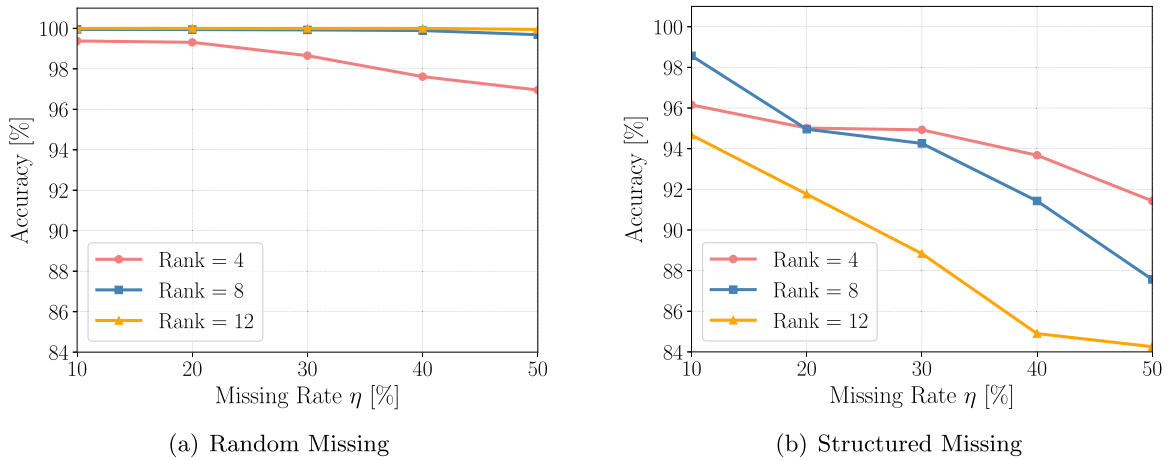 100
98
96
94
92
90
88
86
84
Accuracy [%]
Rank = 4
Rank = 8
Rank = 12
10
20
30
40
50
Missing Rate η [%]
(a) Random Missing
100
98
96
94
92
90
88
86
84
Accuracy [%]
Rank = 4
Rank = 8
Rank = 12
10
20
30
40
50
Missing Rate η [%]
(b) Structured Missing